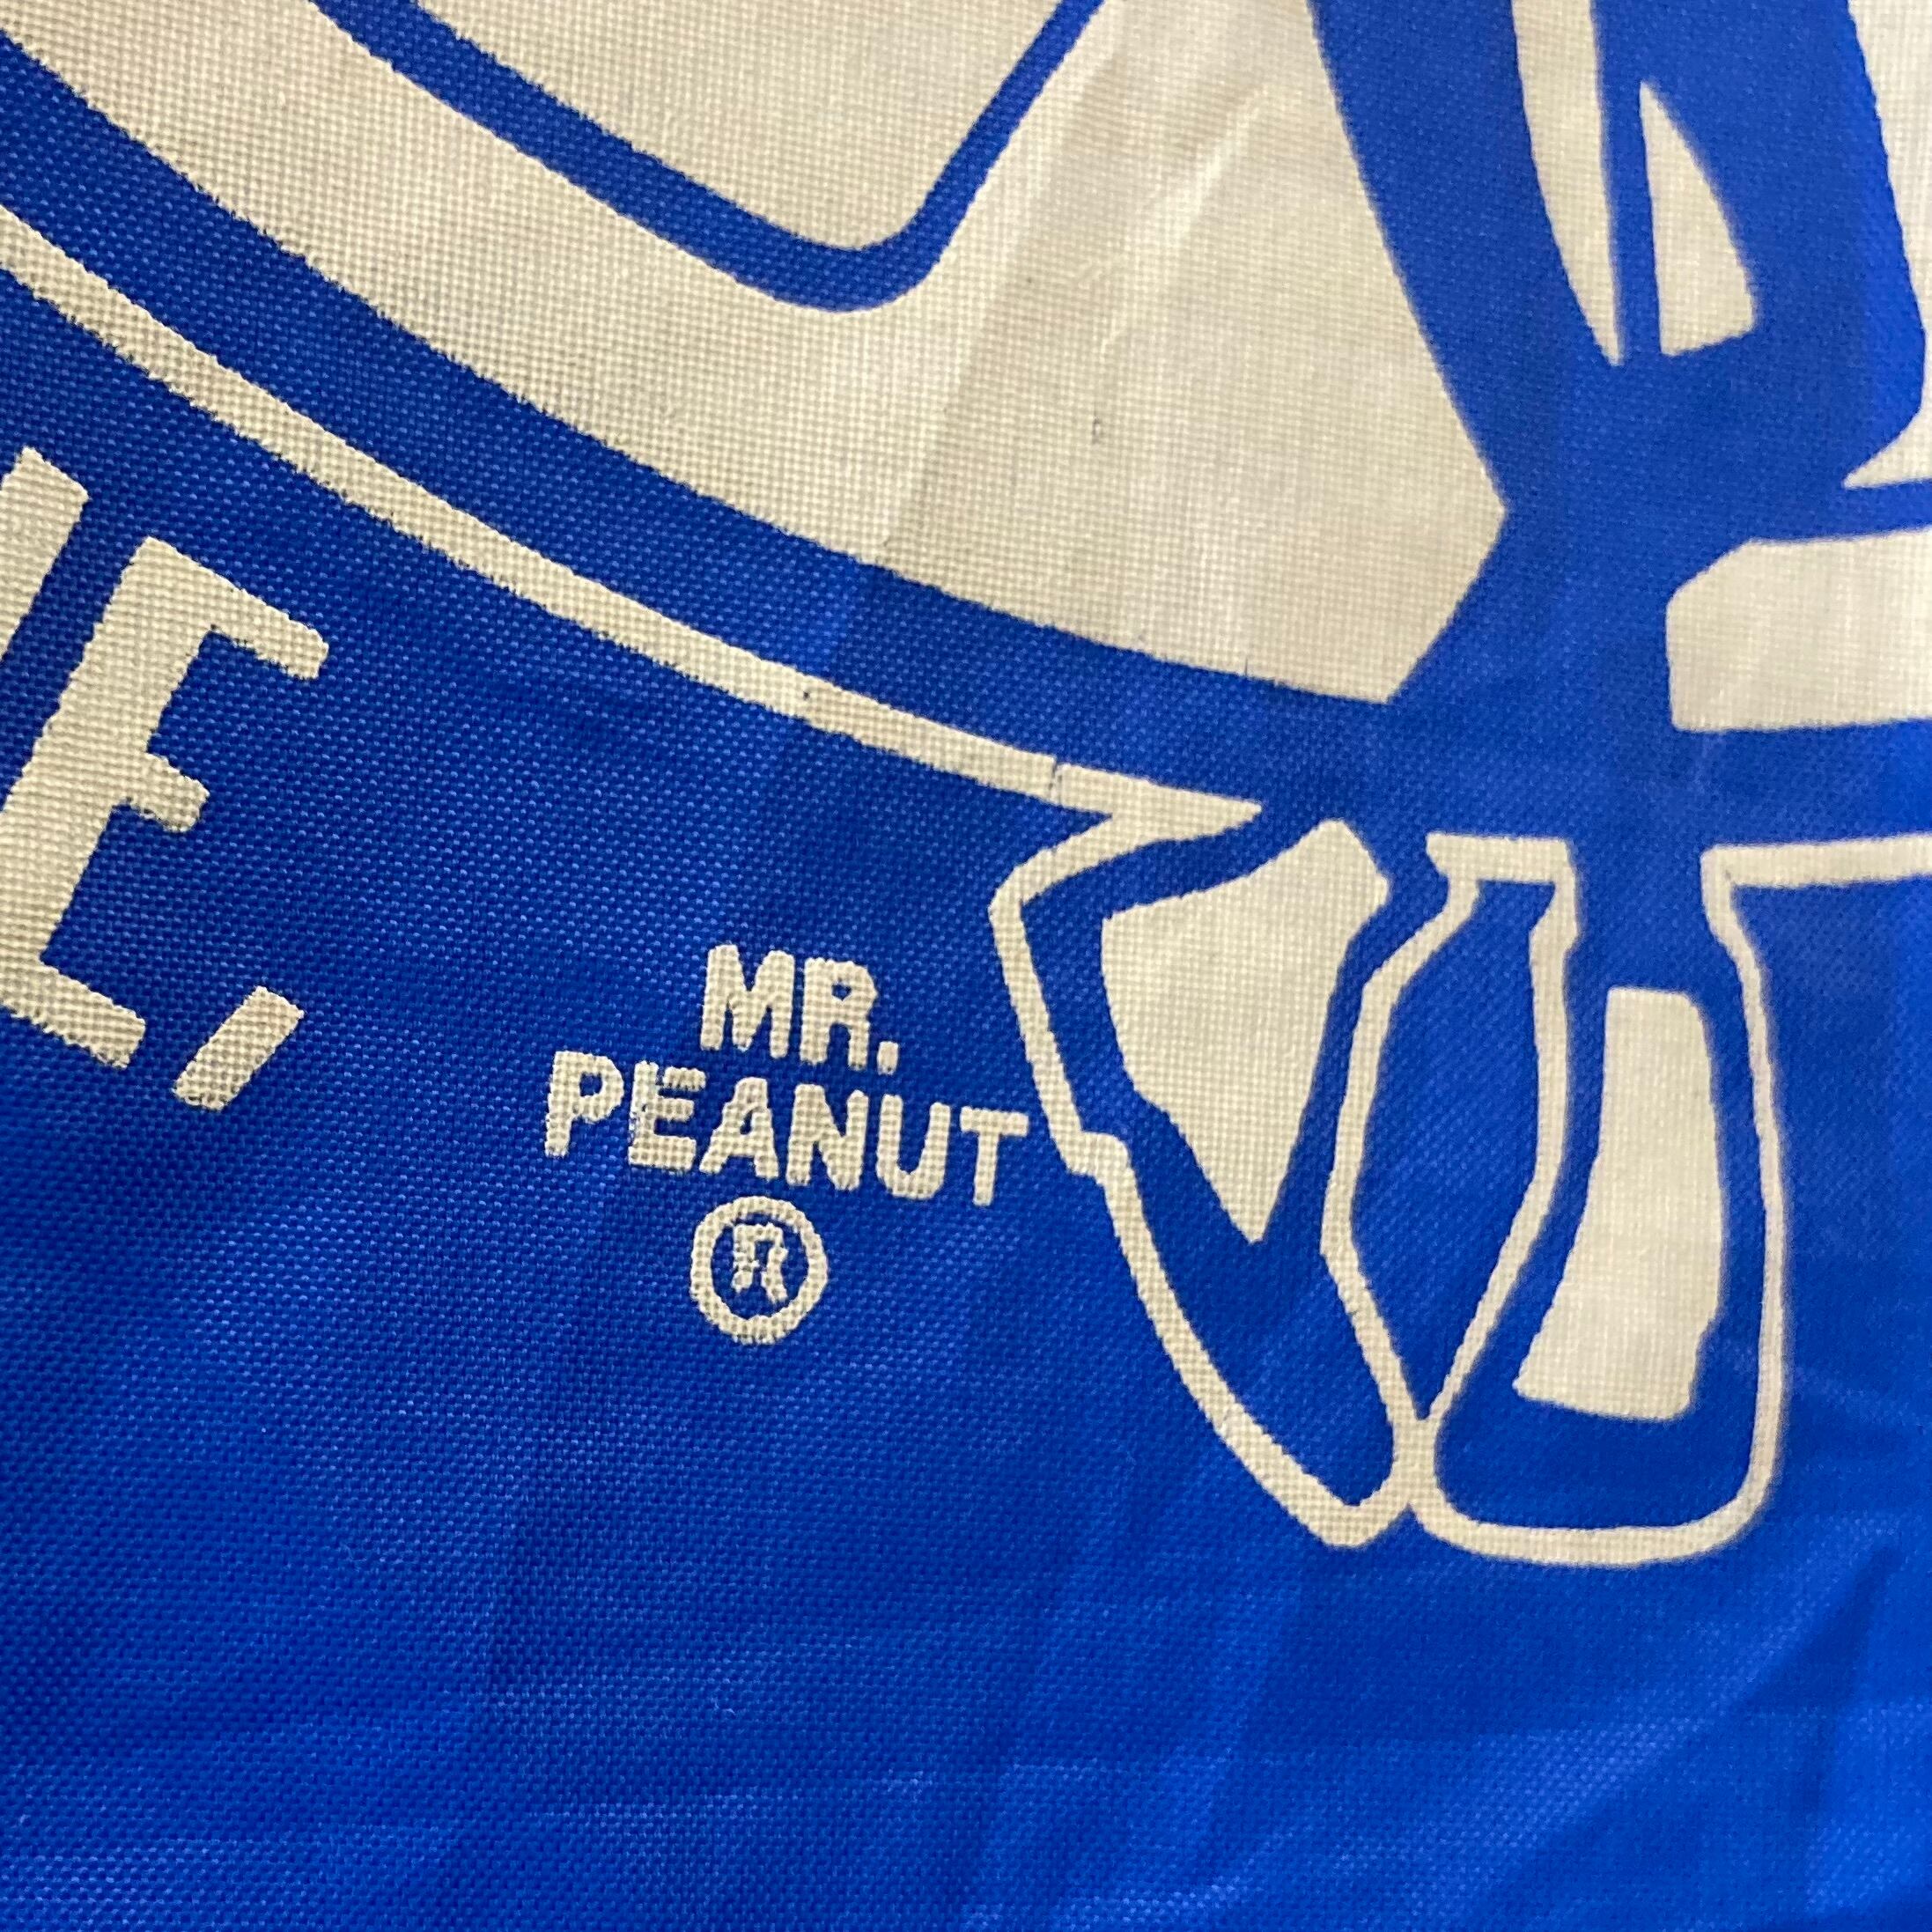 E,
MR.
PEANUT
®